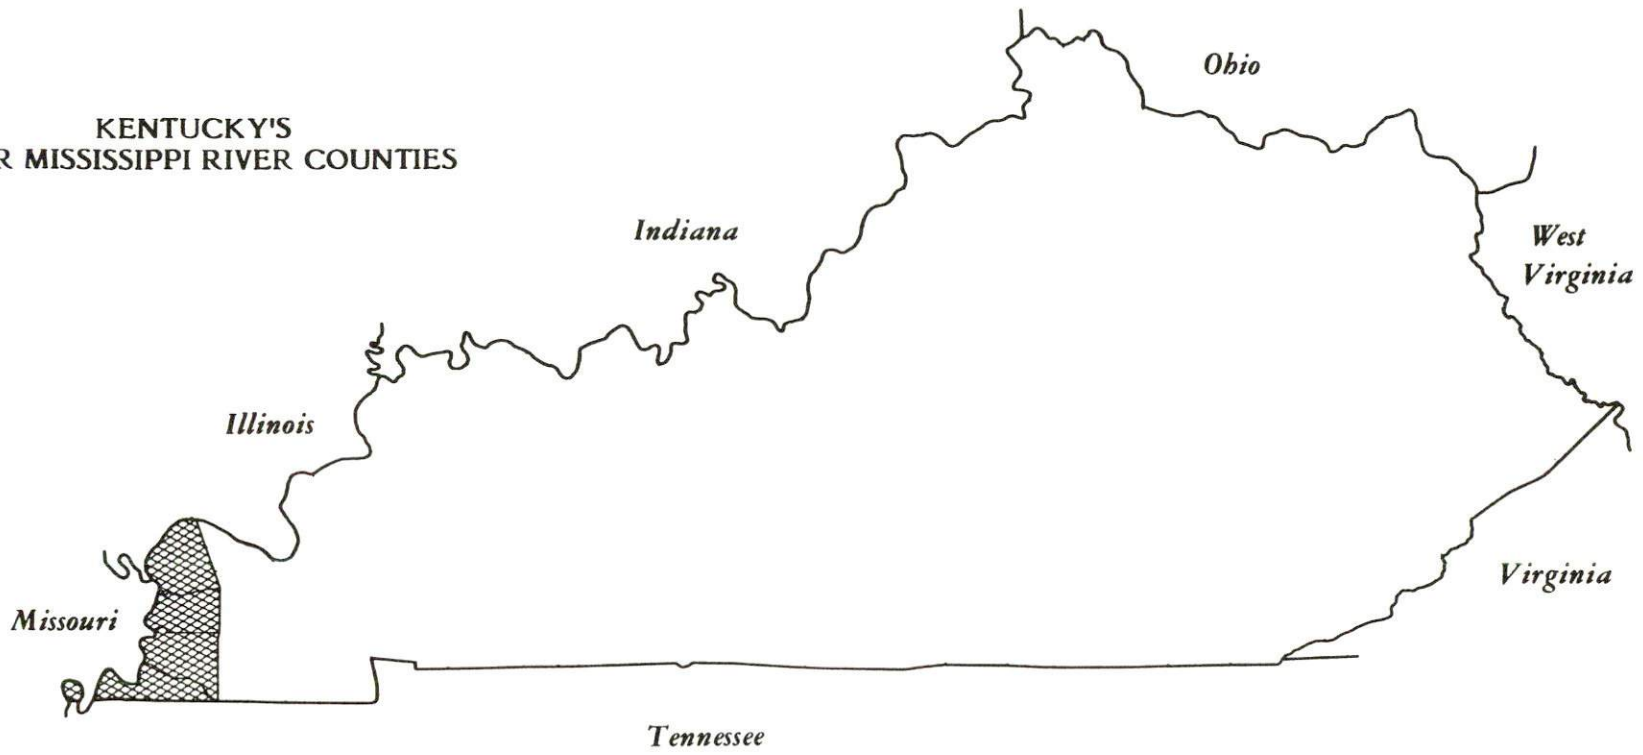 KENTUCKY'S
R MISSISSIPPI RIVER COUNTIES
Ohio
Indiana
West
Virginia
Illinois
Virginia
Missouri
Tennessee